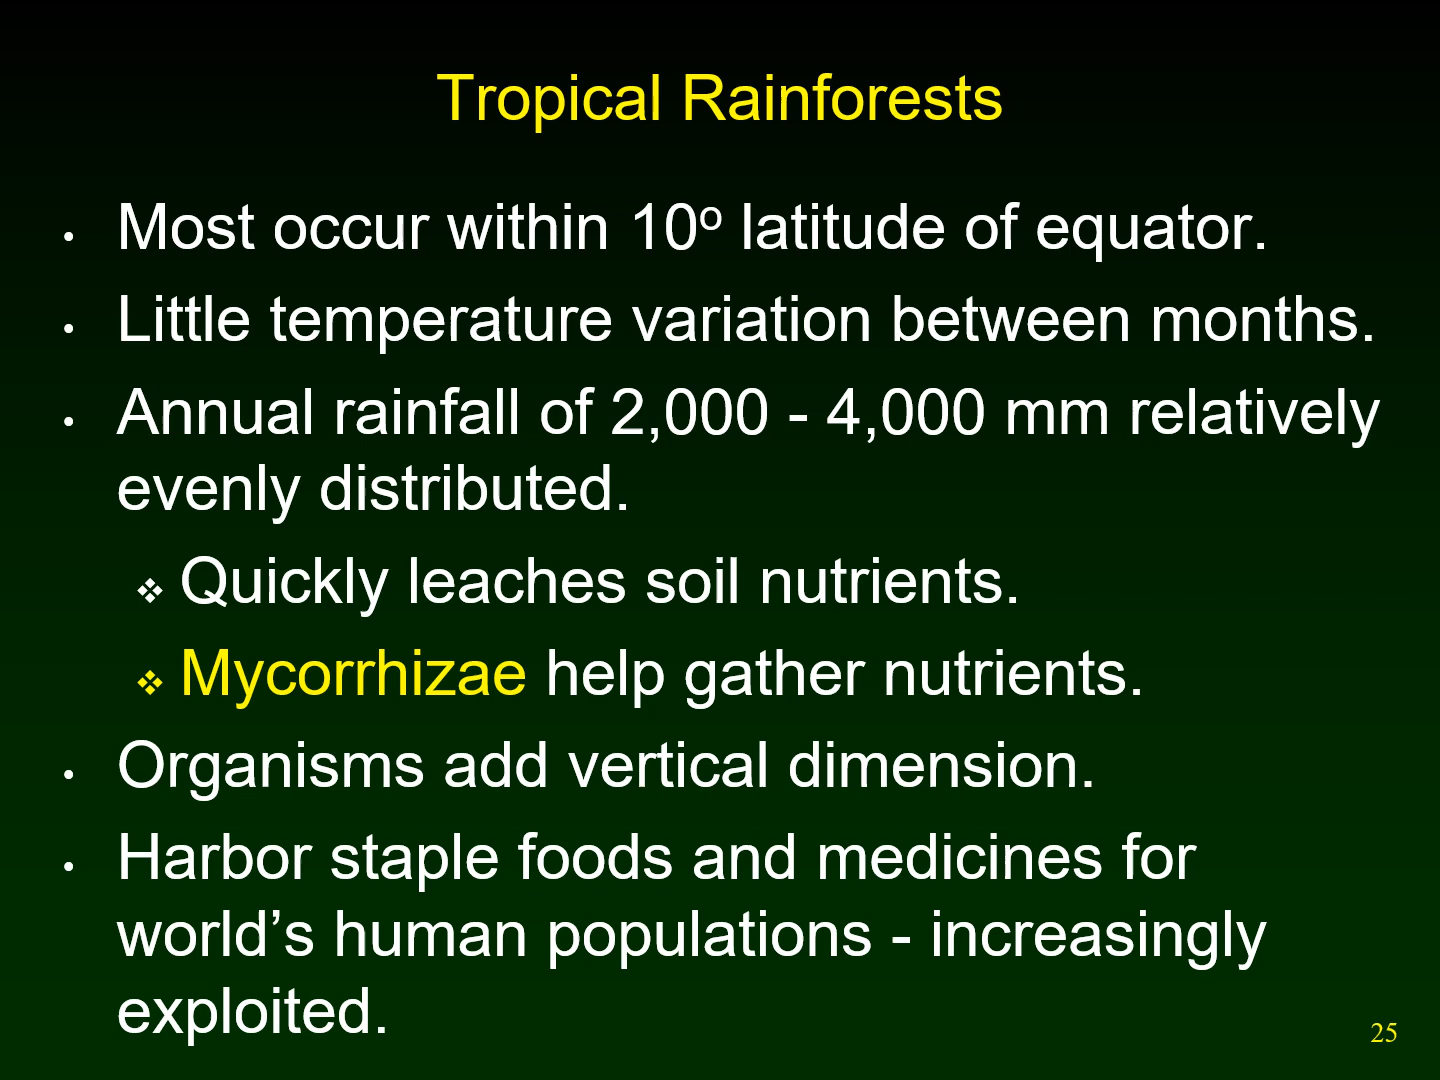 Tropical Rainforests
• Most occur within 10º latitude of equator.
• Little temperature variation between months.
• Annual rainfall of 2,000 - 4,000 mm relatively
evenly distributed.
❖ Quickly leaches soil nutrients.
❖ Mycorrhizae help gather nutrients.
• Organisms add vertical dimension.
• Harbor staple foods and medicines for
world’s human populations - increasingly
exploited.
25